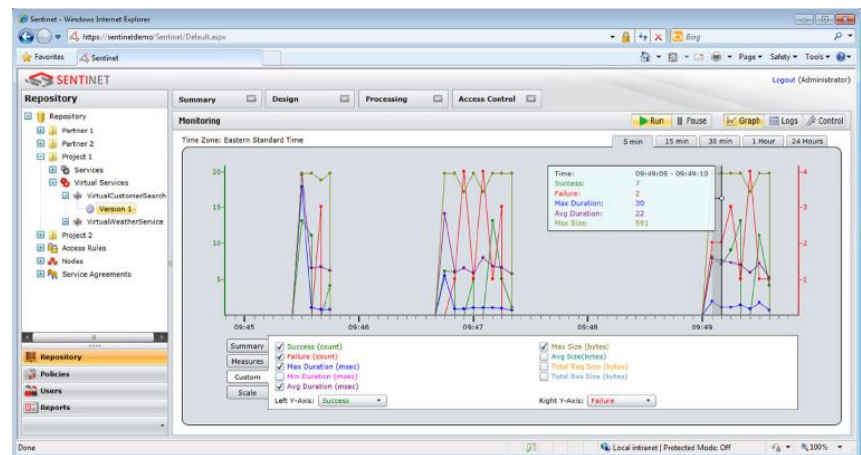 Sentinet - Windows Internet Explorer
https://sentinetdemo/Sentinet/Default.aspx
Bing
Favorites
Sentinet
Page
Safety
Tools
SENTINET
Logout (Administrator)
Repository
Summary
Design
Processing
Access Control
Repository
Partner 1
Partner 2
Project 1
Services
Virtual Services
VirtualCustomerSearch
Version 1
VirtualWeatherService
Project 2
Access Rules
Nodes
Service Agreements
Monitoring
Run
Pause
Graph
Logs
Control
Time Zone: Eastern Standard Time
5 min
15 min
30 min
1 Hour
24 Hours
20
15
10
5
4
3
2
1
Time: 09:49:05 - 09:49:10
Success: 7
Failure: 2
Max Duration: 30
Avg Duration: 22
Max Size: 591
09:45
09:46
09:47
09:48
09:49
Summary
Measures
Custom
Scale
Success (count)
Failure (count)
Max Duration (msec)
Min Duration (msec)
Avg Duration (msec)
Max Size (bytes)
Avg Size(bytes)
Total Req Size (bytes)
Total Res Size (bytes)
Left Y-Axis: Success
Right Y-Axis: Failure
Repository
Policies
Users
Reports
Done
Local intranet | Protected Mode: Off
100%